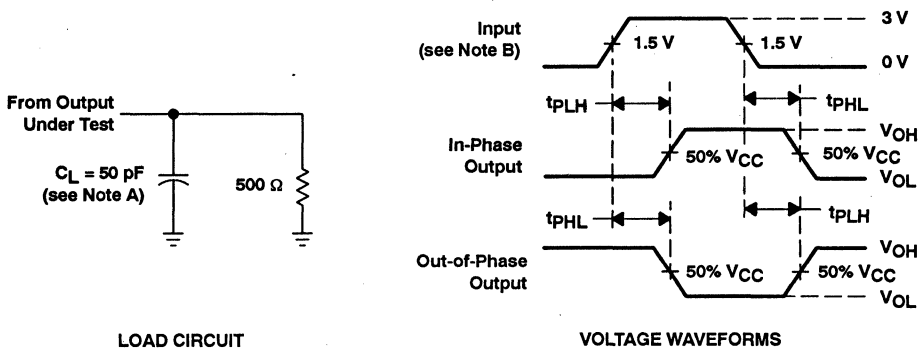 From Output
Under Test
CL = 50 pF
(see Note A)
500 Ω
LOAD CIRCUIT
Input
(see Note B)
1.5 V
1.5 V
3 V
0 V
tPLH
tPHL
In-Phase
Output
50% VCC
50% VCC
VOH
VOL
tPHL
tPLH
Out-of-Phase
Output
50% VCC
50% VCC
VOH
VOL
VOLTAGE WAVEFORMS